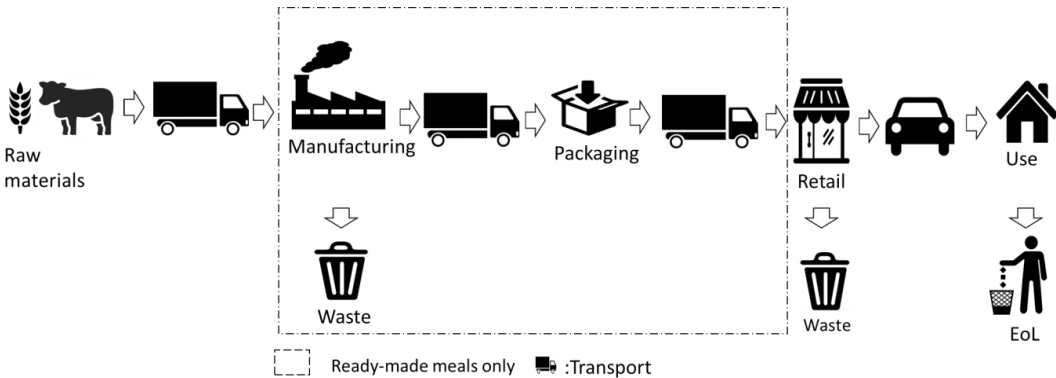 Raw
materials
Manufacturing
Packaging
Retail
Use
Waste
Waste
EoL
Ready-made meals only
:Transport